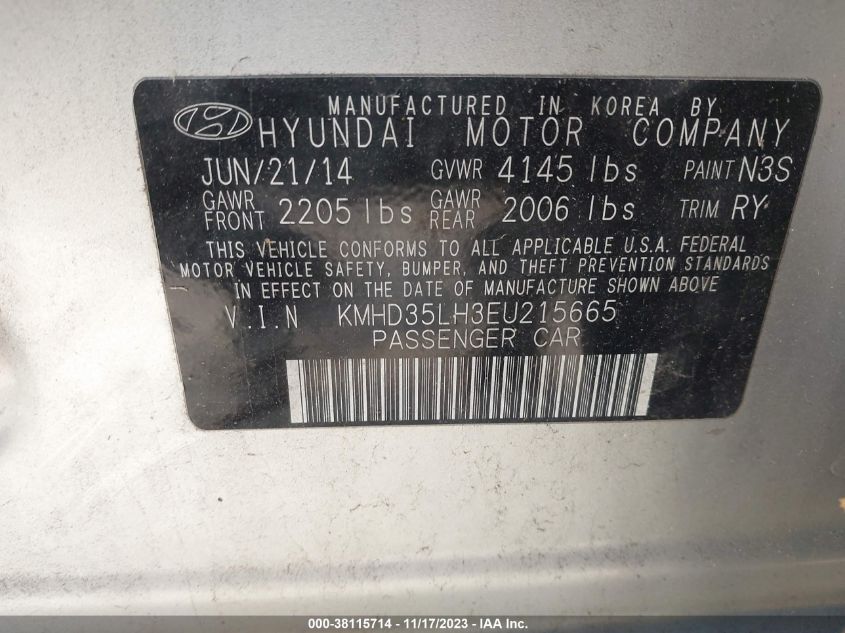 MANUFACTURED IN KOREA BY
HYUNDAI MOTOR COMPANY
JUN/21/14 GVWR 4145 lbs PAINT N3S
GAWR FRONT 2205 lbs GAWR REAR 2006 lbs TRIM RY
THIS VEHICLE CONFORMS TO ALL APPLICABLE U.S.A. FEDERAL
MOTOR VEHICLE SAFETY, BUMPER, AND THEFT PREVENTION STANDARDS
IN EFFECT ON THE DATE OF MANUFACTURE SHOWN ABOVE
V.I.N KMHD35LH3EU215665
PASSENGER CAR
000-38115714 - 11/17/2023 - IAA Inc.